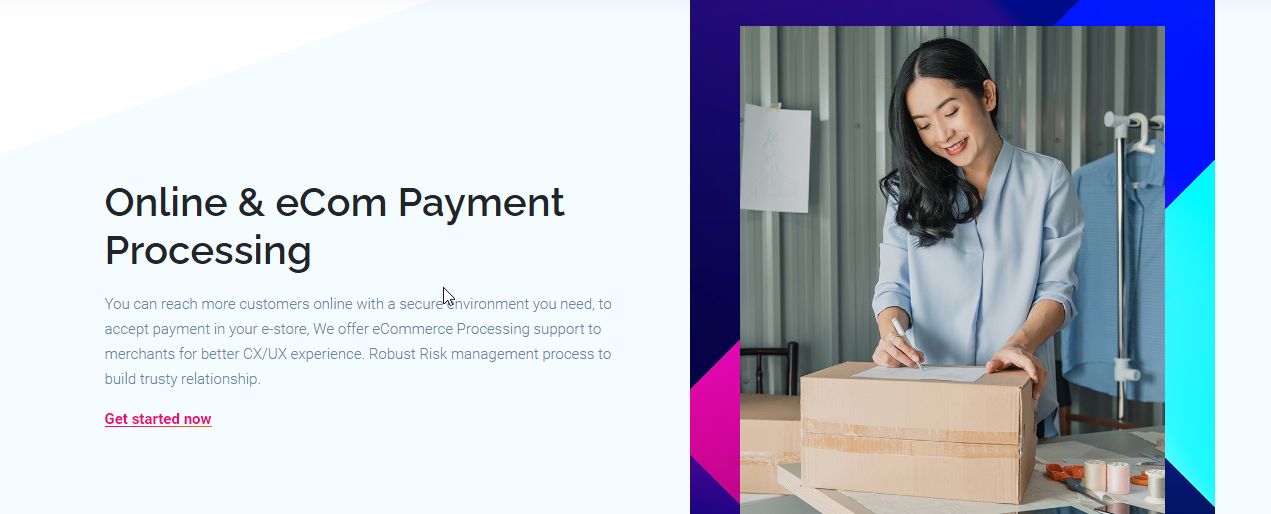 Online & eCom Payment
Processing
You can reach more customers online with a secure environment you need, to
accept payment in your e-store, We offer eCommerce Processing support to
merchants for better CX/UX experience. Robust Risk management process to
build trusty relationship.
Get started now